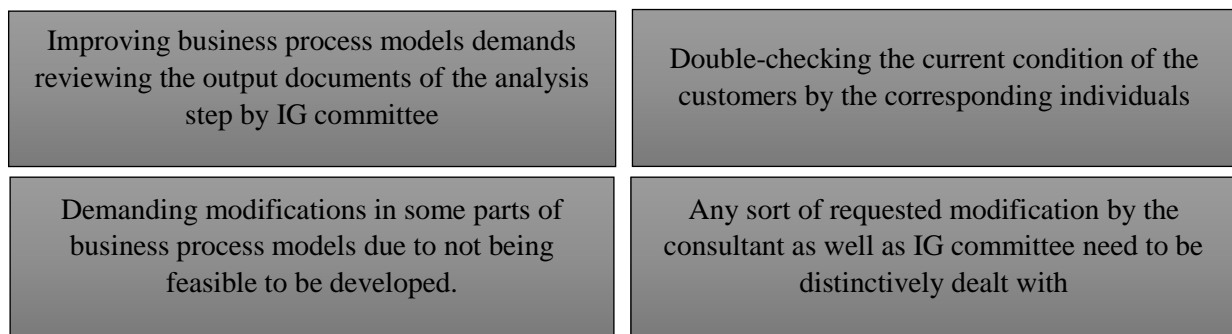 Improving business process models demands
reviewing the output documents of the analysis
step by IG committee
Double-checking the current condition of the
customers by the corresponding individuals
Demanding modifications in some parts of
business process models due to not being
feasible to be developed.
Any sort of requested modification by the
consultant as well as IG committee need to be
distinctively dealt with